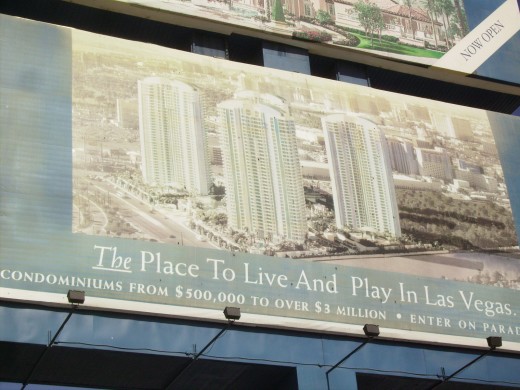 NOW OPEN
The Place To Live And Play In Las Vegas.
CONDOMINIUMS FROM $500,000 TO OVER $3 MILLION • ENTER ON PARAD